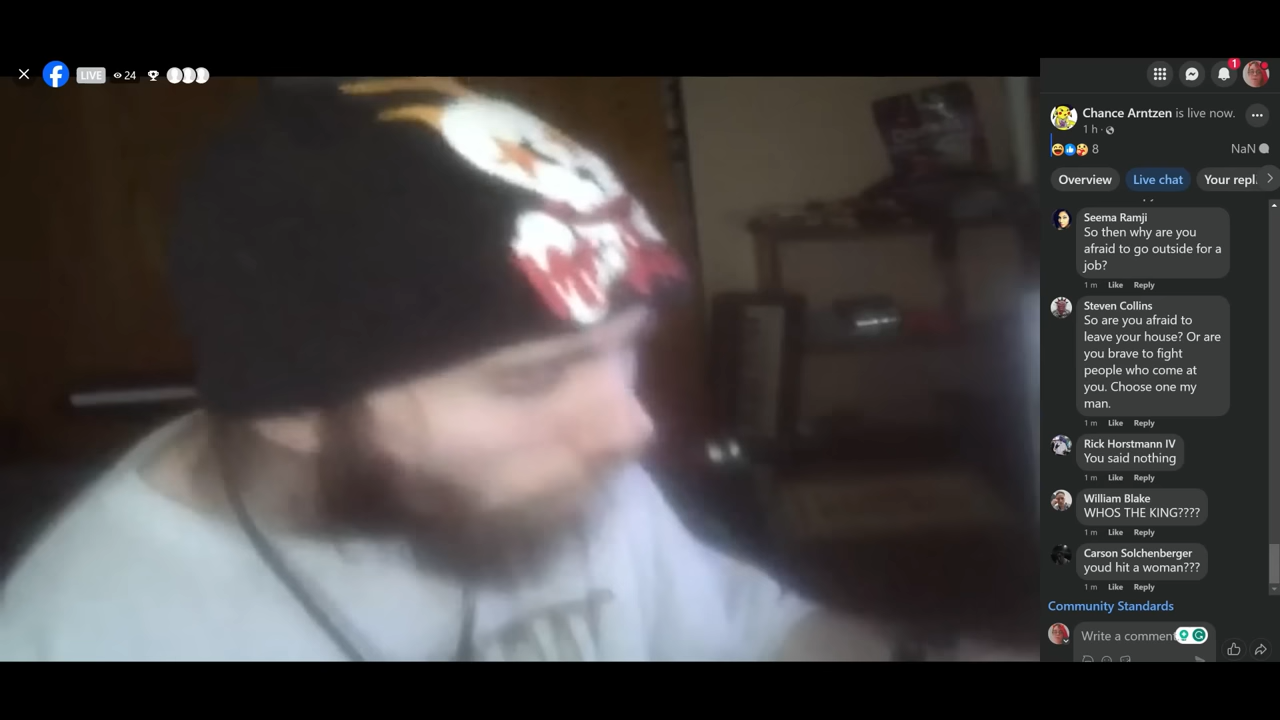 LIVE 24
1
Chance Arntzen is live now.
1 h ·
8
NaN
Overview
Live chat
Your repl
Seema Ramji
So then why are you
afraid to go outside for a
job?
1 m Like Reply
Steven Collins
So are you afraid to
leave your house? Or are
you brave to fight
people who come at
you. Choose one my
man.
1 m Like Reply
Rick Horstmann IV
You said nothing
1 m Like Reply
William Blake
WHOS THE KING????
1 m Like Reply
Carson Solchenberger
youd hit a woman???
1 m Like Reply
Community Standards
Write a comment